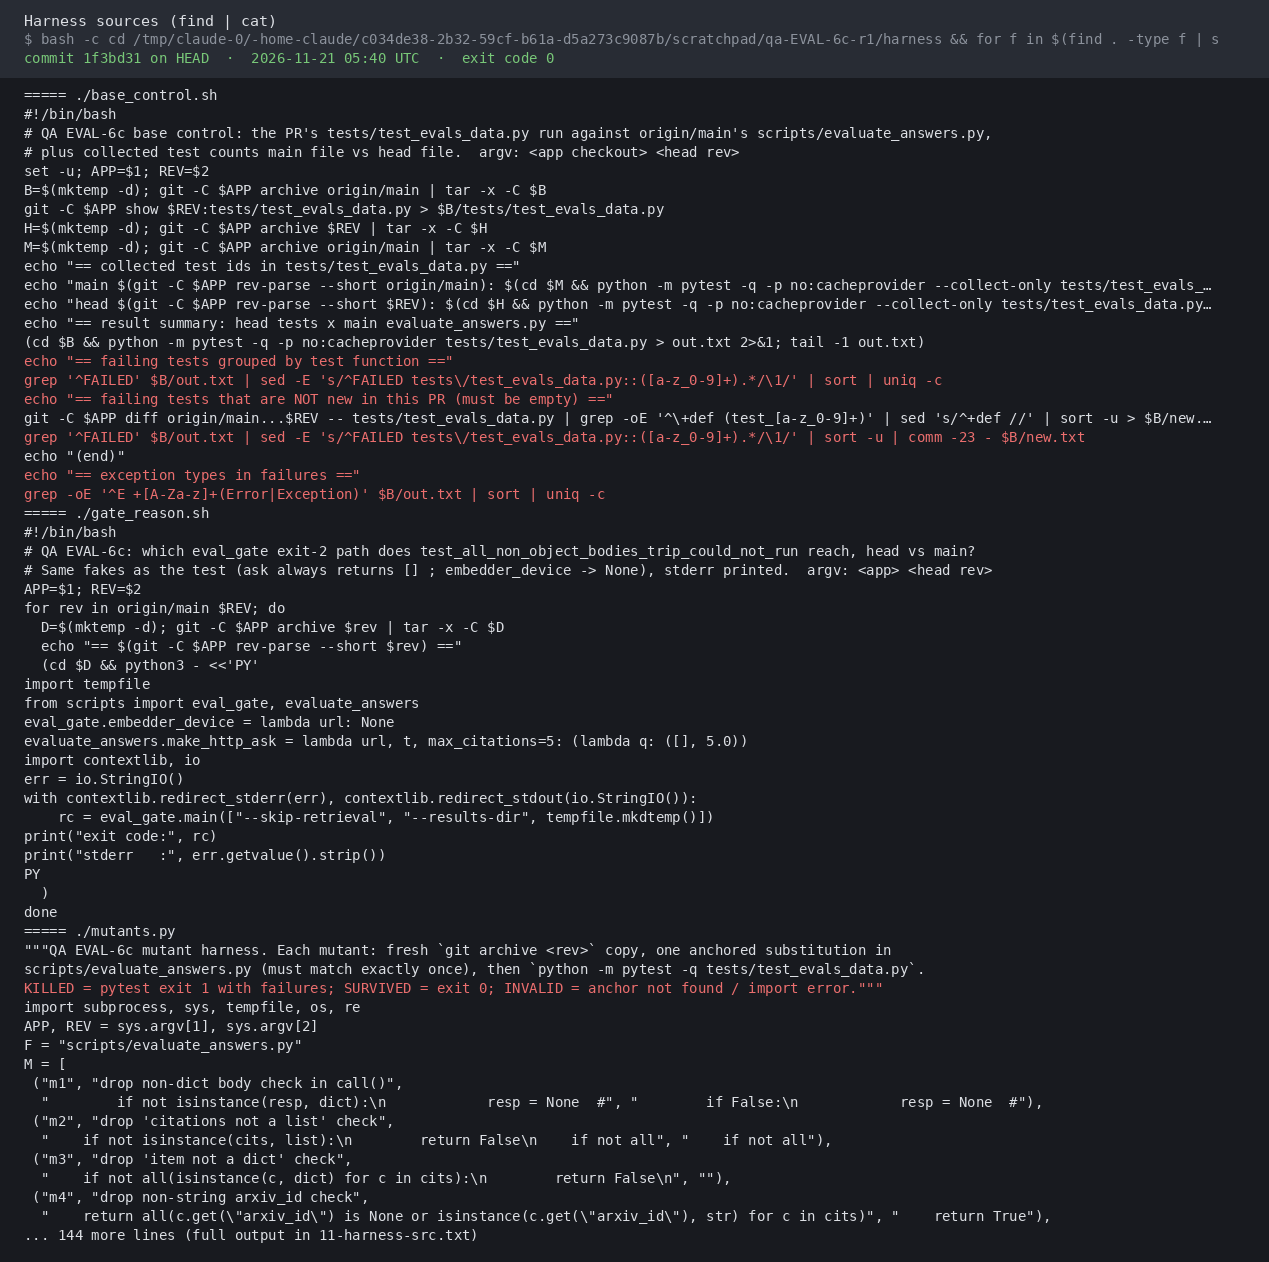 Harness sources (find | cat)
$ bash -c cd /tmp/claude-0/-home-claude/c034de38-2b32-59cf-b61a-d5a273c9087b/scratchpad/qa-EVAL-6c-r1/harness && for f in $(find . -type f | s
commit 1f3bd31 on HEAD  ·  2026-11-21 05:40 UTC  ·  exit code 0
===== ./base_control.sh
#!/bin/bash
# QA EVAL-6c base control: the PR's tests/test_evals_data.py run against origin/main's scripts/evaluate_answers.py,
# plus collected test counts main file vs head file.  argv: <app checkout> <head rev>
set -u; APP=$1; REV=$2
B=$(mktemp -d); git -C $APP archive origin/main | tar -x -C $B
git -C $APP show $REV:tests/test_evals_data.py > $B/tests/test_evals_data.py
H=$(mktemp -d); git -C $APP archive $REV | tar -x -C $H
M=$(mktemp -d); git -C $APP archive origin/main | tar -x -C $M
echo "== collected test ids in tests/test_evals_data.py =="
echo "main $(git -C $APP rev-parse --short origin/main): $(cd $M && python -m pytest -q -p no:cacheprovider --collect-only tests/test_evals_…
echo "head $(git -C $APP rev-parse --short $REV): $(cd $H && python -m pytest -q -p no:cacheprovider --collect-only tests/test_evals_data.py…
echo "== result summary: head tests x main evaluate_answers.py =="
(cd $B && python -m pytest -q -p no:cacheprovider tests/test_evals_data.py > out.txt 2>&1; tail -1 out.txt)
echo "== failing tests grouped by test function =="
grep '^FAILED' $B/out.txt | sed -E 's/^FAILED tests\/test_evals_data.py::([a-z_0-9]+).*/\1/' | sort | uniq -c
echo "== failing tests that are NOT new in this PR (must be empty) =="
git -C $APP diff origin/main...$REV -- tests/test_evals_data.py | grep -oE '^\+def (test_[a-z_0-9]+)' | sed 's/^+def //' | sort -u > $B/new.…
grep '^FAILED' $B/out.txt | sed -E 's/^FAILED tests\/test_evals_data.py::([a-z_0-9]+).*/\1/' | sort -u | comm -23 - $B/new.txt
echo "(end)"
echo "== exception types in failures =="
grep -oE '^E +[A-Za-z]+(Error|Exception)' $B/out.txt | sort | uniq -c
===== ./gate_reason.sh
#!/bin/bash
# QA EVAL-6c: which eval_gate exit-2 path does test_all_non_object_bodies_trip_could_not_run reach, head vs main?
# Same fakes as the test (ask always returns [] ; embedder_device -> None), stderr printed.  argv: <app> <head rev>
APP=$1; REV=$2
for rev in origin/main $REV; do
  D=$(mktemp -d); git -C $APP archive $rev | tar -x -C $D
  echo "== $(git -C $APP rev-parse --short $rev) =="
  (cd $D && python3 - <<'PY'
import tempfile
from scripts import eval_gate, evaluate_answers
eval_gate.embedder_device = lambda url: None
evaluate_answers.make_http_ask = lambda url, t, max_citations=5: (lambda q: ([], 5.0))
import contextlib, io
err = io.StringIO()
with contextlib.redirect_stderr(err), contextlib.redirect_stdout(io.StringIO()):
    rc = eval_gate.main(["--skip-retrieval", "--results-dir", tempfile.mkdtemp()])
print("exit code:", rc)
print("stderr   :", err.getvalue().strip())
PY
  )
done
===== ./mutants.py
"""QA EVAL-6c mutant harness. Each mutant: fresh `git archive <rev>` copy, one anchored substitution in
scripts/evaluate_answers.py (must match exactly once), then `python -m pytest -q tests/test_evals_data.py`.
KILLED = pytest exit 1 with failures; SURVIVED = exit 0; INVALID = anchor not found / import error."""
import subprocess, sys, tempfile, os, re
APP, REV = sys.argv[1], sys.argv[2]
F = "scripts/evaluate_answers.py"
M = [
 ("m1", "drop non-dict body check in call()",
  "        if not isinstance(resp, dict):\n            resp = None  #", "        if False:\n            resp = None  #"),
 ("m2", "drop 'citations not a list' check",
  "    if not isinstance(cits, list):\n        return False\n    if not all", "    if not all"),
 ("m3", "drop 'item not a dict' check",
  "    if not all(isinstance(c, dict) for c in cits):\n        return False\n", ""),
 ("m4", "drop non-string arxiv_id check",
  "    return all(c.get(\"arxiv_id\") is None or isinstance(c.get(\"arxiv_id\"), str) for c in cits)", "    return True"),
... 144 more lines (full output in 11-harness-src.txt)